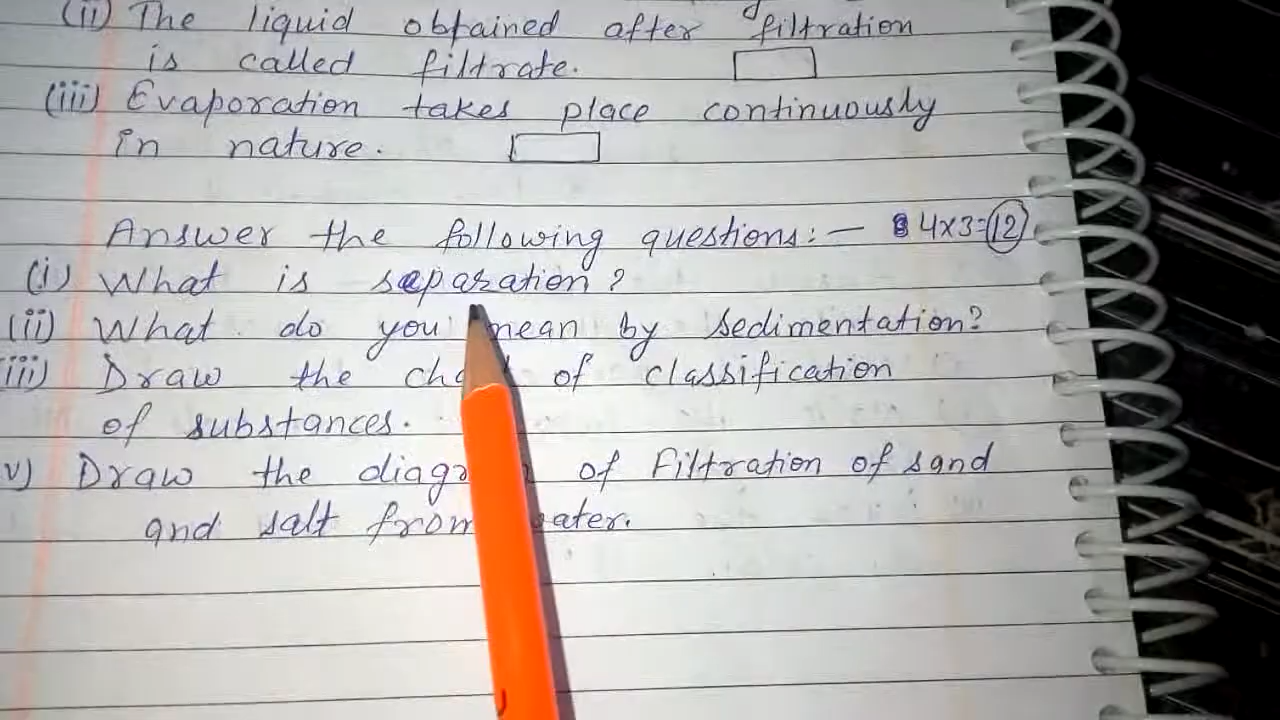 (ii) The liquid obtained after filtration
is called filtrate.
(iii) Evaporation takes place continuously
in nature.
Answer the following questions:- 4x3=12
(i) What is separation?
(ii) What do you mean by sedimentation?
iii) Draw the of classification
of substances.
v) Draw the of Filtration of sand
and salt from water.